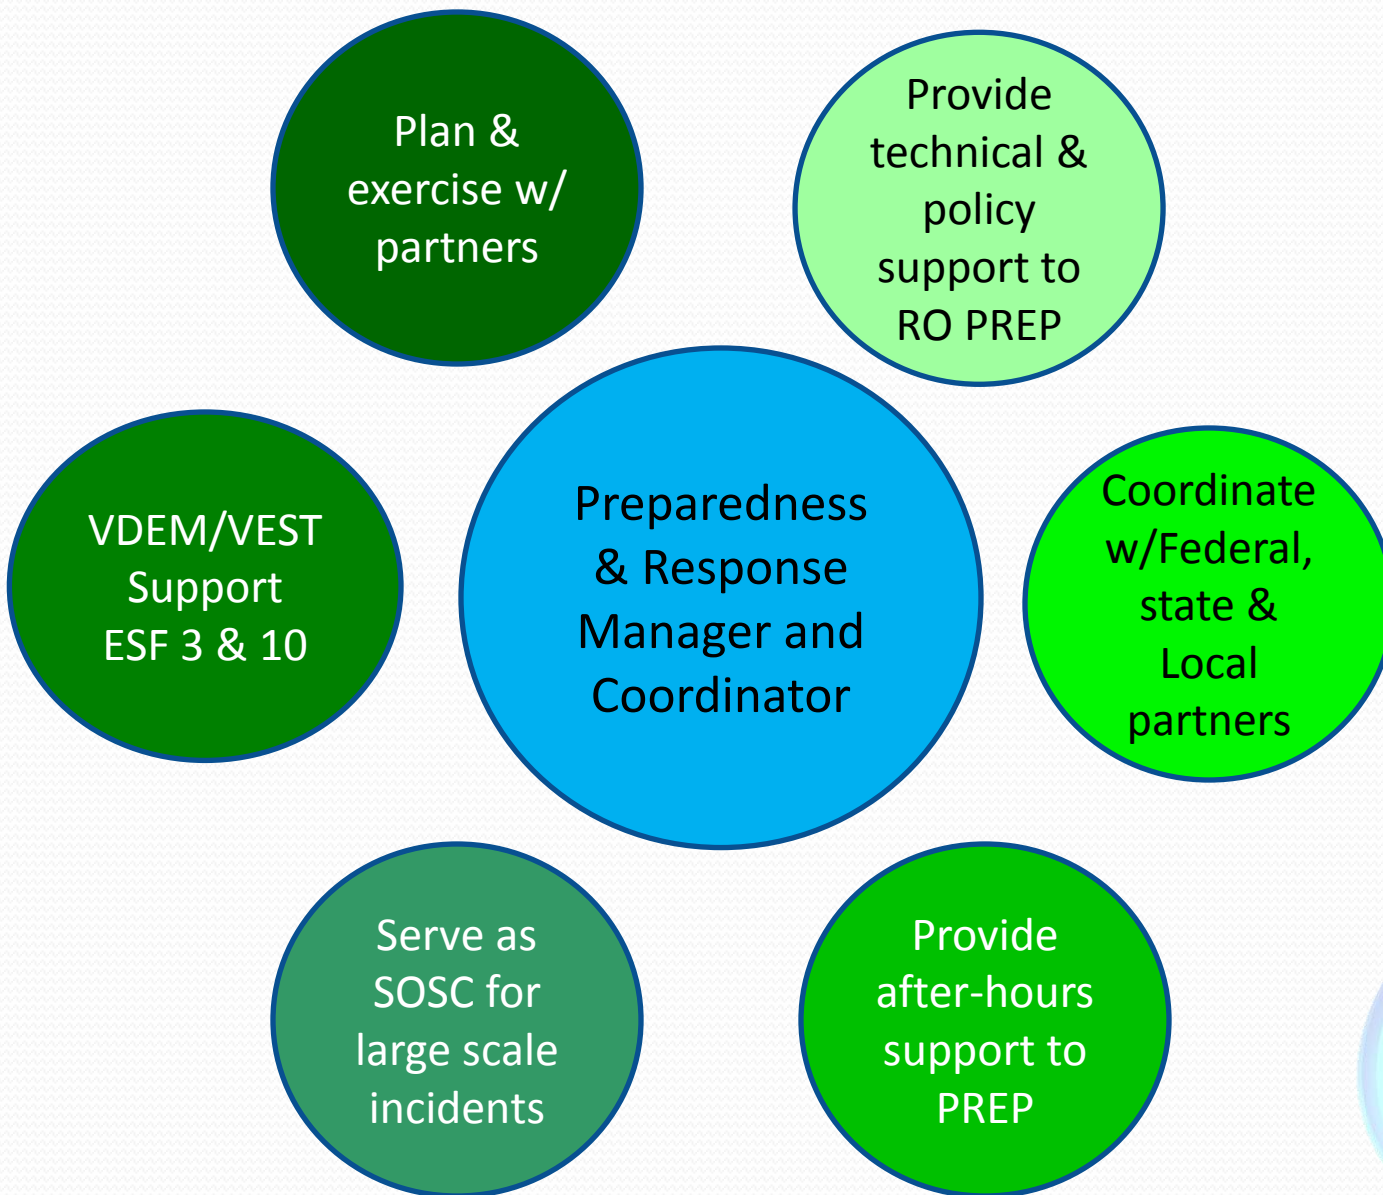 Plan &
exercise w/
partners
Provide
technical &
policy
support to
RO PREP
VDEM/VEST
Support
ESF 3 & 10
Preparedness
& Response
Manager and
Coordinator
Coordinate
w/Federal,
state &
Local
partners
Serve as
SOSC for
large scale
incidents
Provide
after-hours
support to
PREP